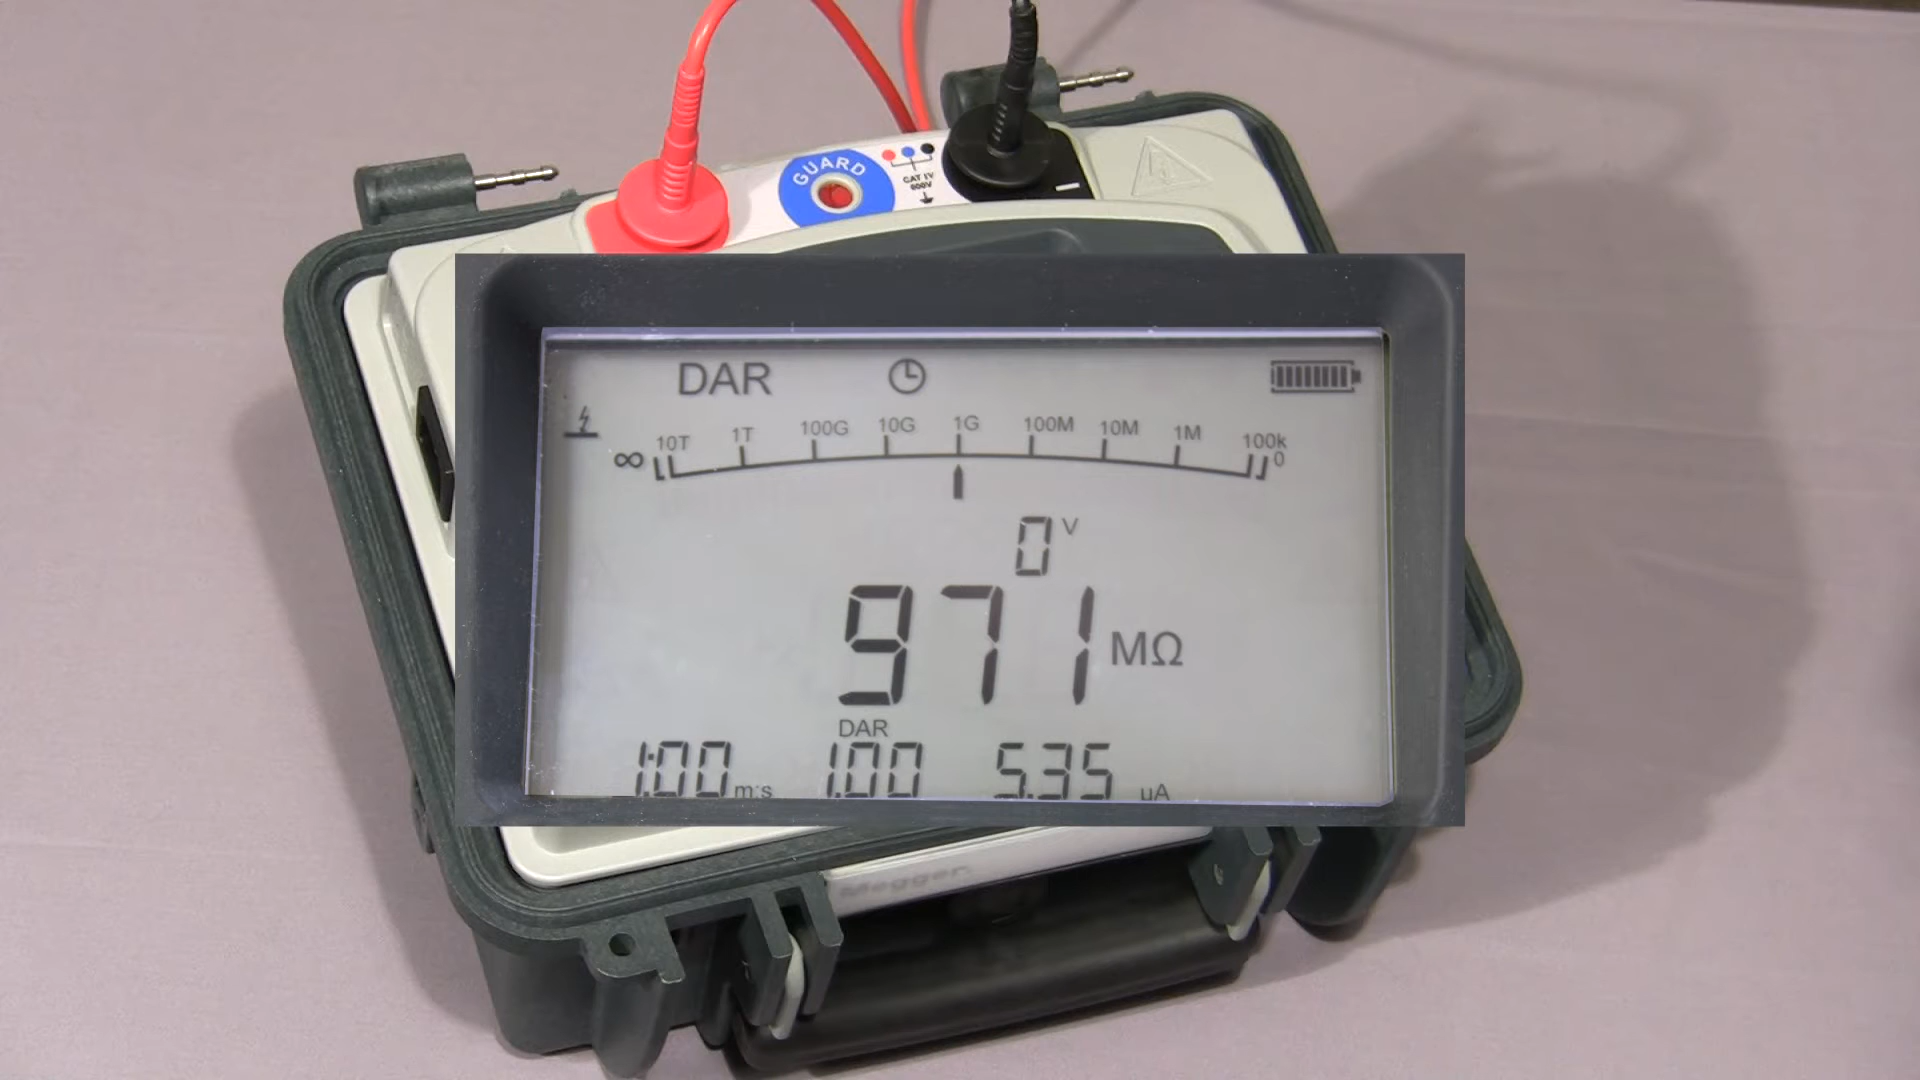 GUARD
CAT IV
600V
DAR
10T 1T 100G 10G 1G 100M 10M 1M 100k
∞ 0
0 V
971 MΩ
DAR
1:00 m:s 1.00 5.35 uA
Megger